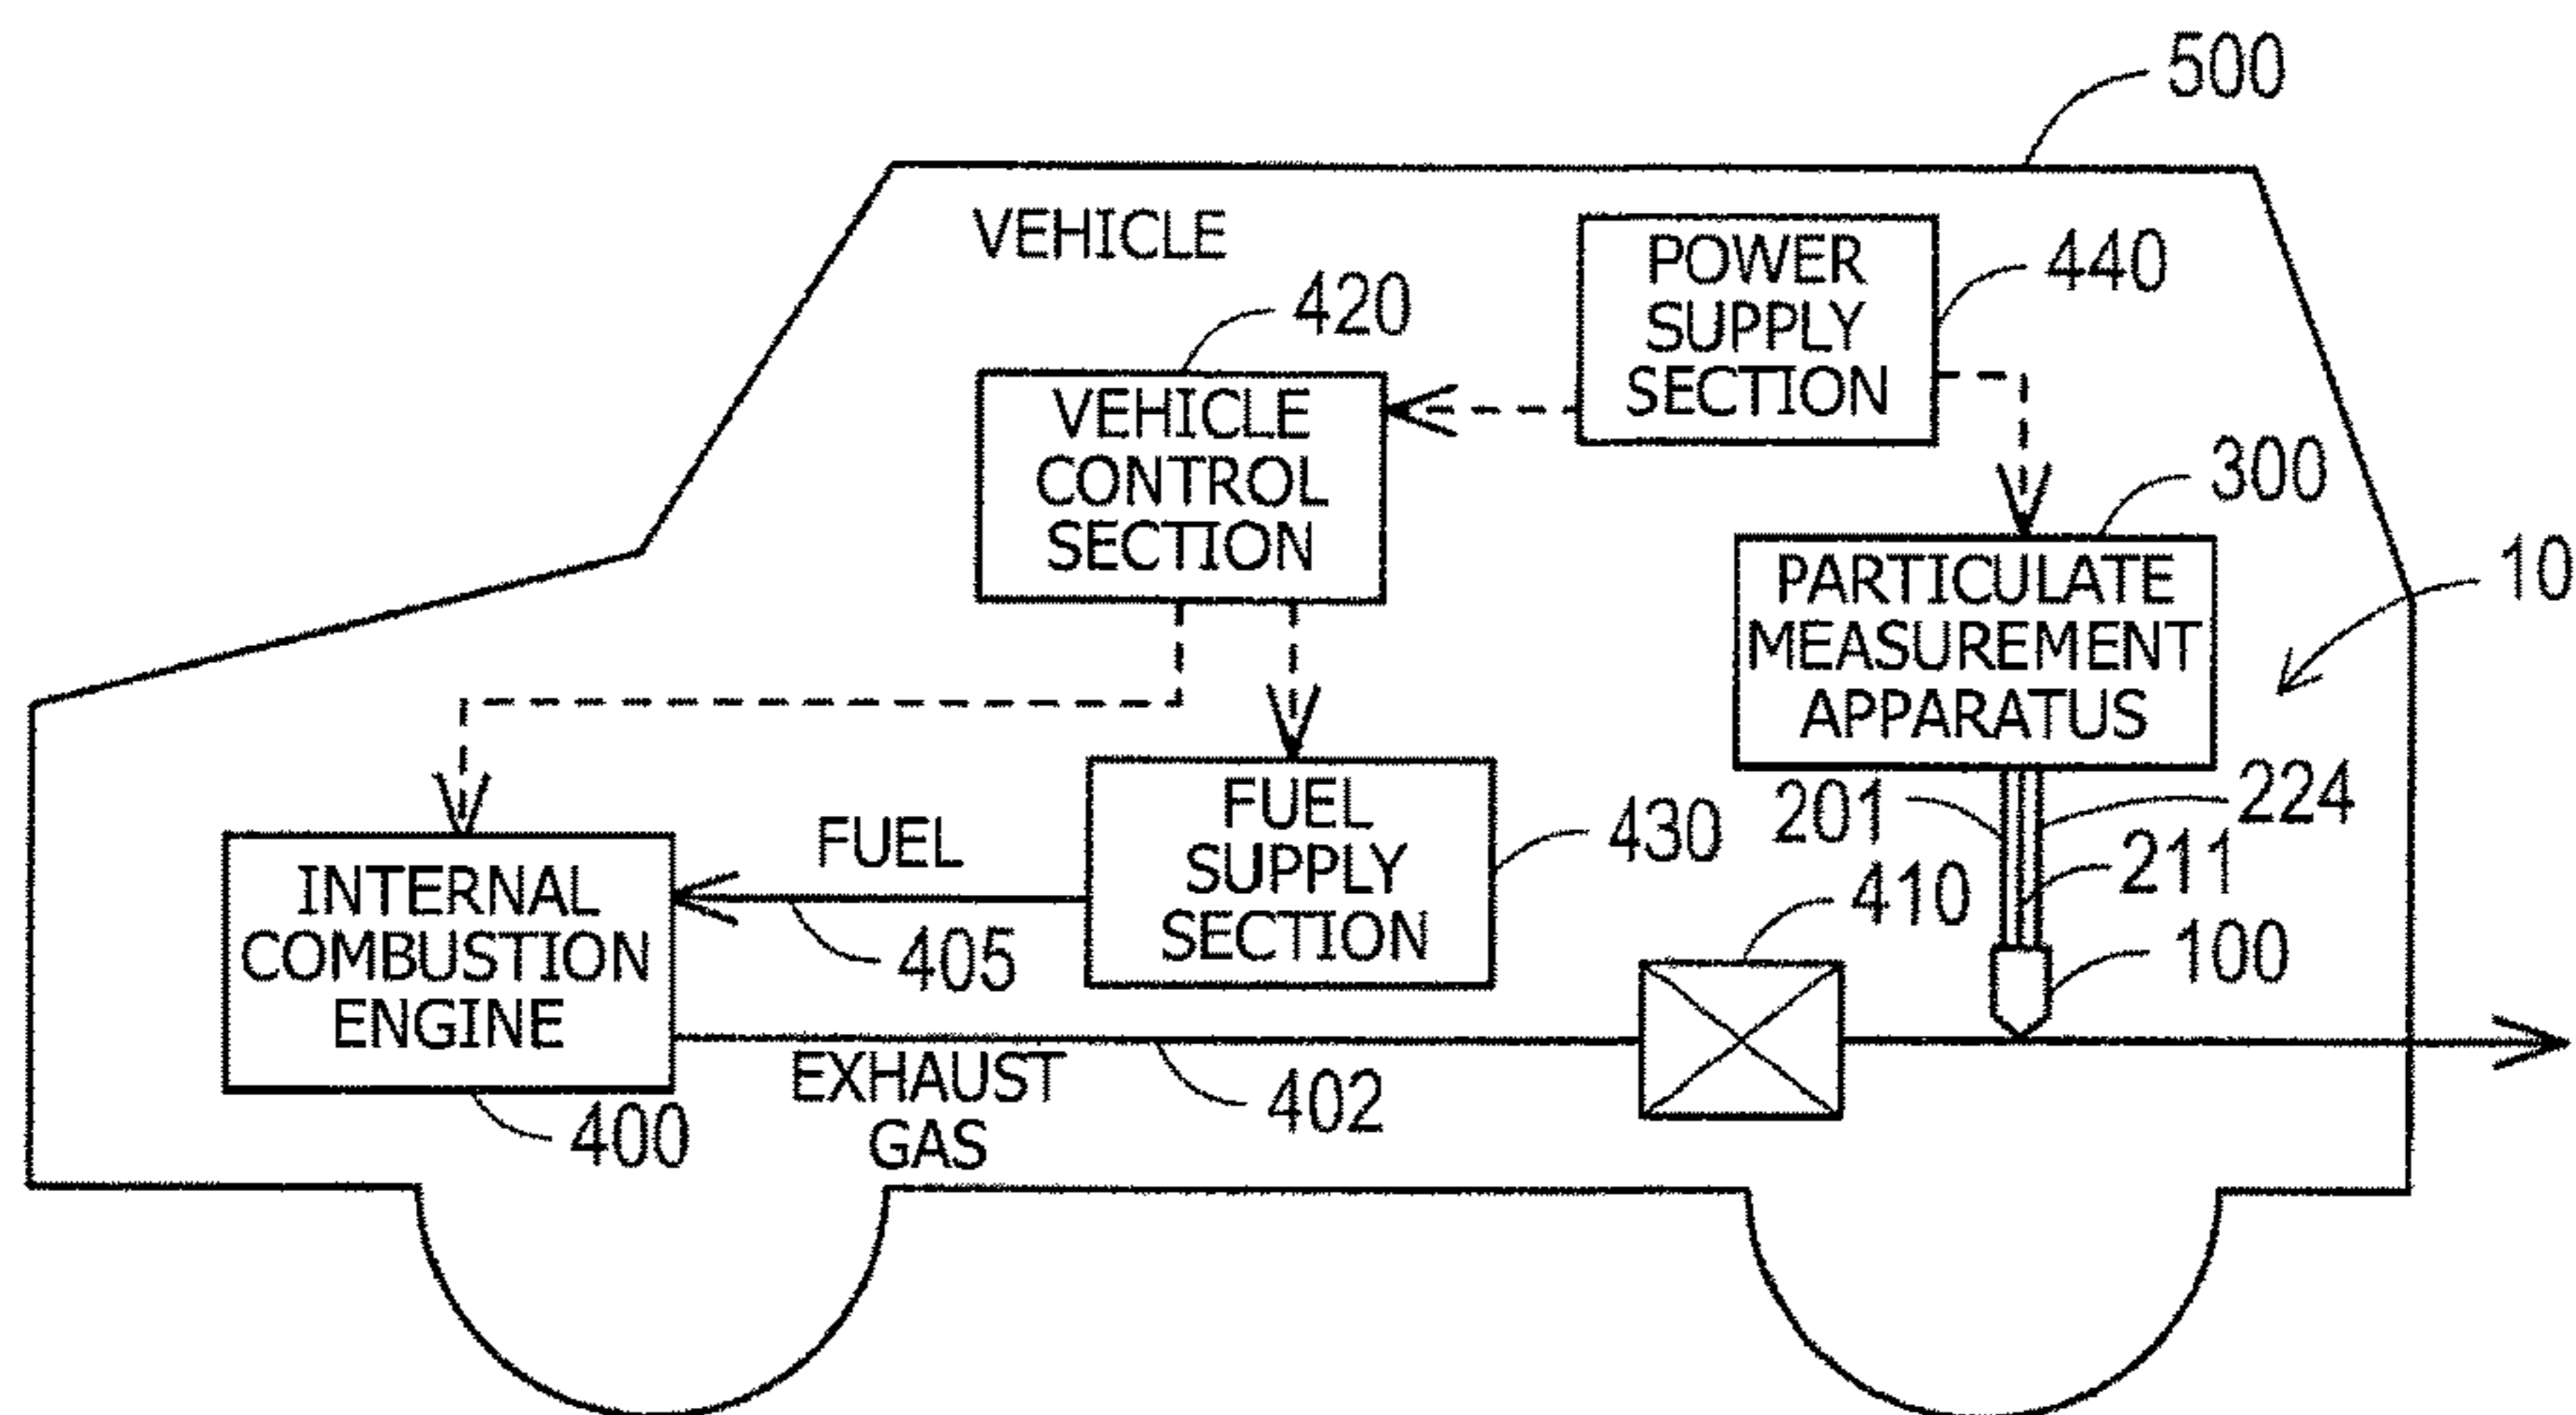 500
VEHICLE
POWER
SUPPLY
SECTION
440
420
VEHICLE
CONTROL
SECTION
300
PARTICULATE
MEASUREMENT
APPARATUS
10
FUEL
SUPPLY
SECTION
430
201
224
211
FUEL
405
INTERNAL
COMBUSTION
ENGINE
410
100
400
EXHAUST
GAS
402